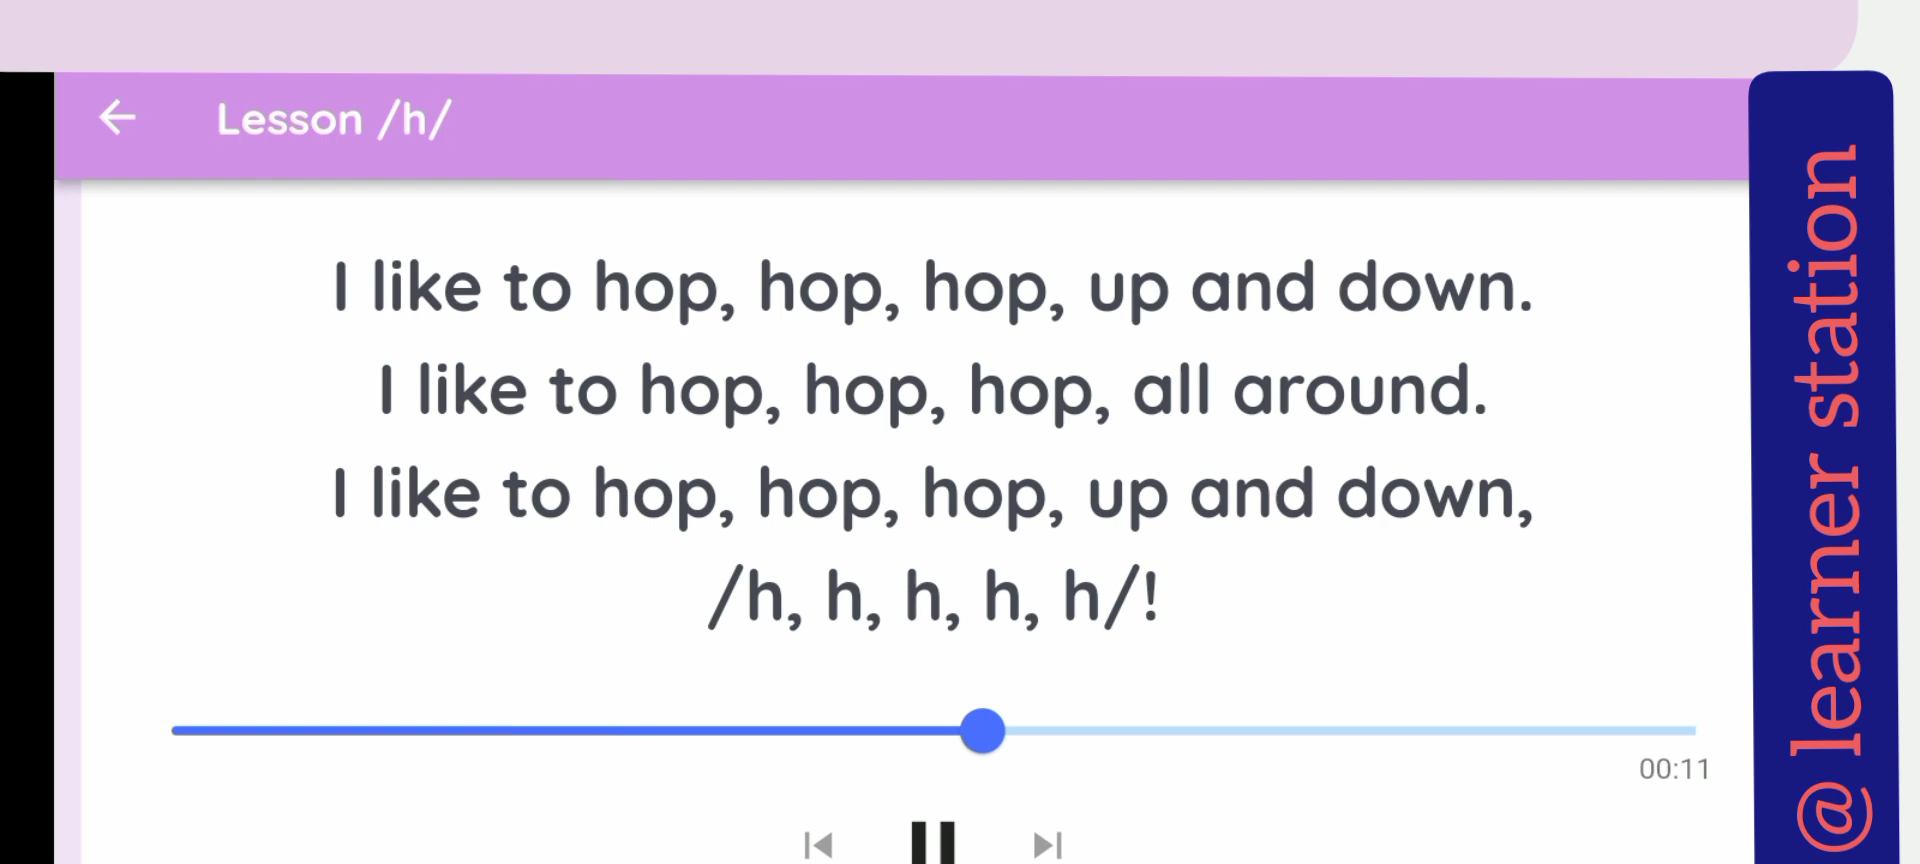 Lesson /h/
I like to hop, hop, hop, up and down.
I like to hop, hop, hop, all around.
I like to hop, hop, hop, up and down,
/h, h, h, h, h/!
00:11
@ learner station